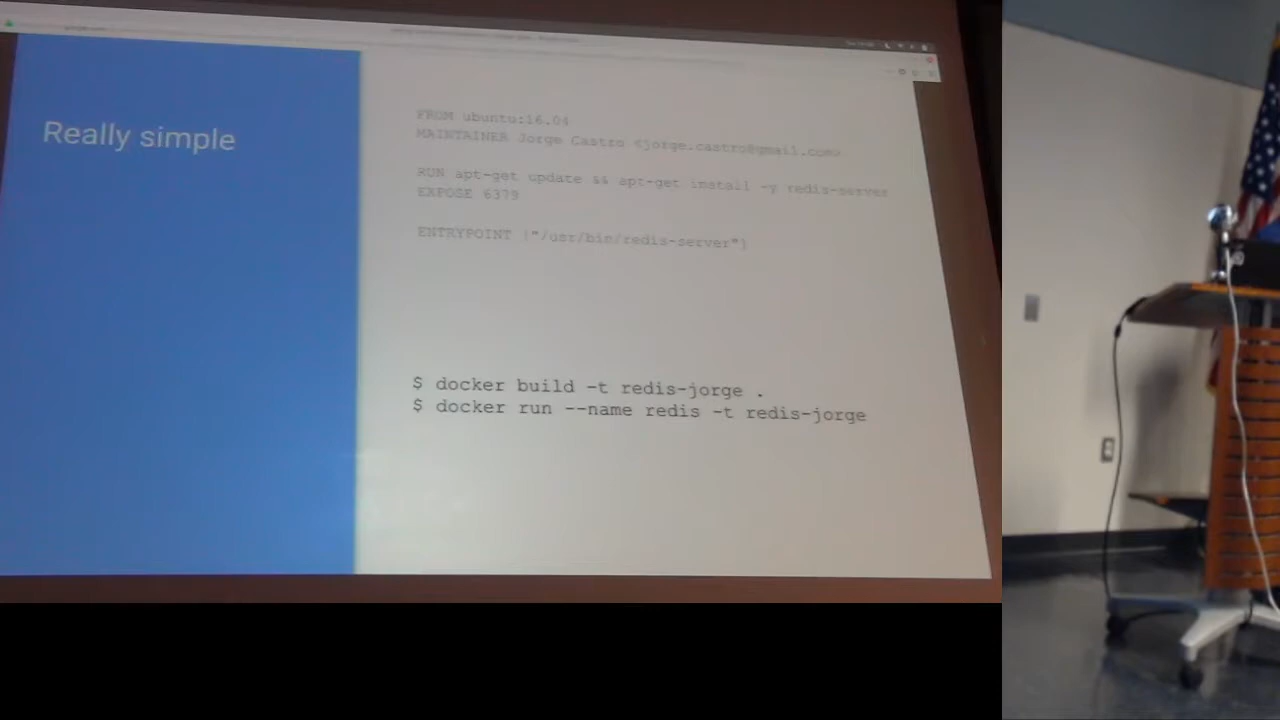 Really simple
FROM ubuntu:16.04
MAINTAINER Jorge Castro <jorge.castro@gmail.com>
RUN apt-get update && apt-get install -y redis-server
EXPOSE 6379
ENTRYPOINT ["/usr/bin/redis-server"]
$ docker build -t redis-jorge .
$ docker run --name redis -t redis-jorge